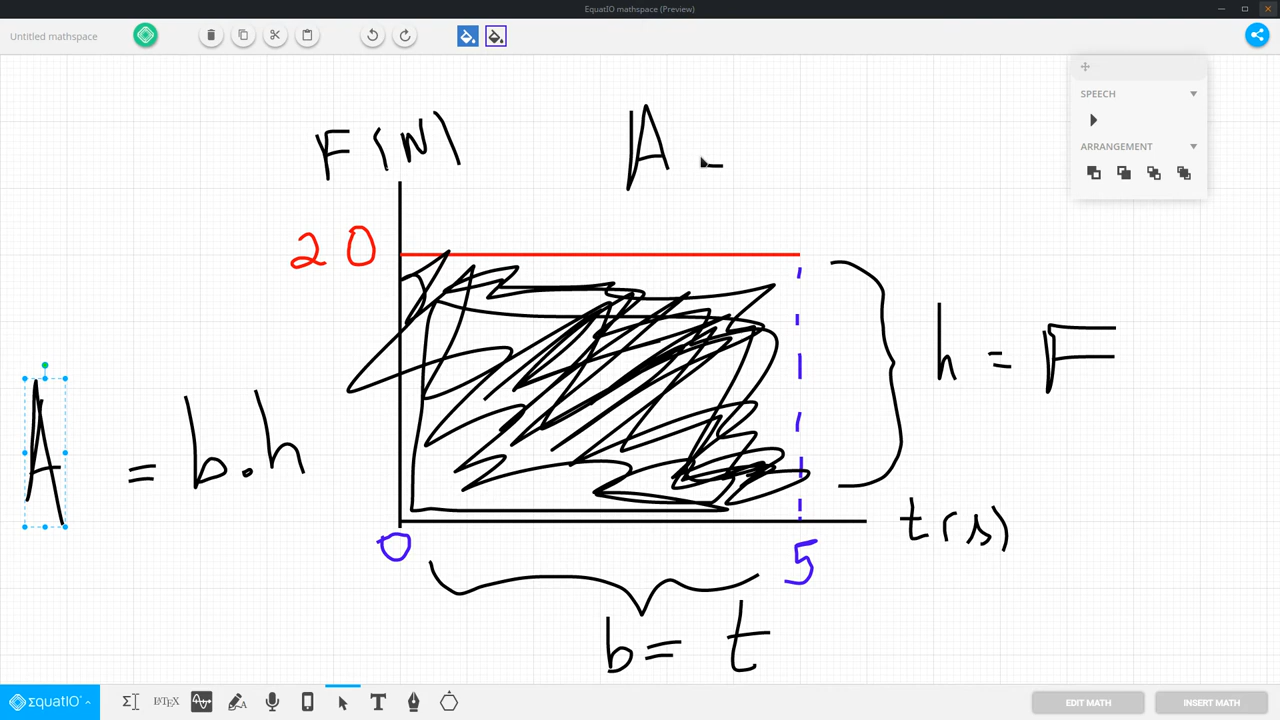 EquatIO mathspace (Preview)
Untitled mathspace
SPEECH
ARRANGEMENT
F (N)
A -
20
h = F
A = b.h
t(s)
0
5
b = t
EquatIO
Σ
LATEX
T
EDIT MATH
INSERT MATH